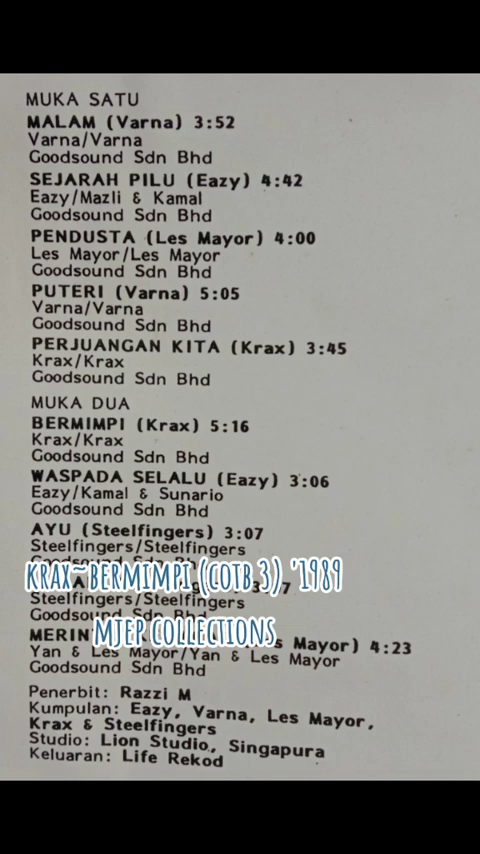 MUKA SATU
MALAM (Varna) 3:52
Varna/Varna
Goodsound Sdn Bhd
SEJARAH PILU (Eazy) 4:42
Eazy/Mazli & Kamal
Goodsound Sdn Bhd
PENDUSTA (Les Mayor) 4:00
Les Mayor/Les Mayor
Goodsound Sdn Bhd
PUTERI (Varna) 5:05
Varna/Varna
Goodsound Sdn Bhd
PERJUANGAN KITA (Krax) 3:45
Krax/Krax
Goodsound Sdn Bhd
MUKA DUA
BERMIMPI (Krax) 5:16
Krax/Krax
Goodsound Sdn Bhd
WASPADA SELALU (Eazy) 3:06
Eazy/Kamal & Sunario
Goodsound Sdn Bhd
AYU (Steelfingers) 3:07
Steelfingers/Steelfingers
KRAX~BERMIMPI (COTB 3) '1989
Steelfingers/Steelfingers
Goodsound Sdn Bhd
MJEP COLLECTIONS
Mayor) 4:23
Yan & Les Mayor/Yan & Les Mayor
Goodsound Sdn Bhd
Penerbit: Razzi M
Kumpulan: Eazy, Varna, Les Mayor,
Krax & Steelfingers
Studio: Lion Studio, Singapura
Keluaran: Life Rekod